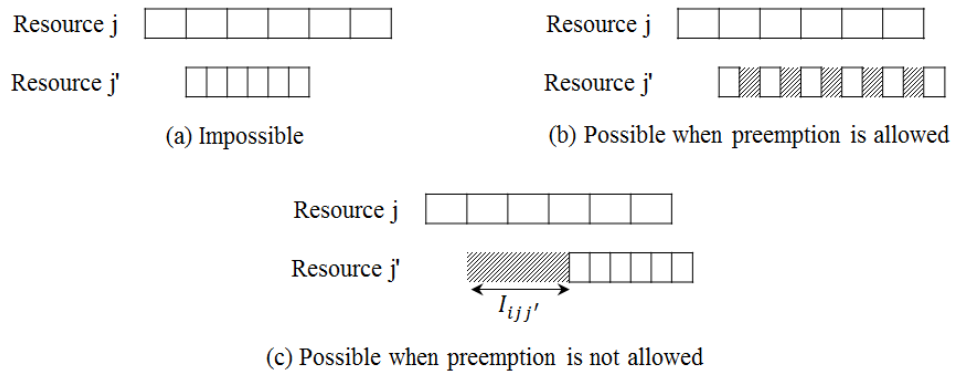 Resource j
Resource j'
(a) Impossible
Resource j
Resource j'
(b) Possible when preemption is allowed
Resource j
Resource j'
I_{ijj'}
(c) Possible when preemption is not allowed